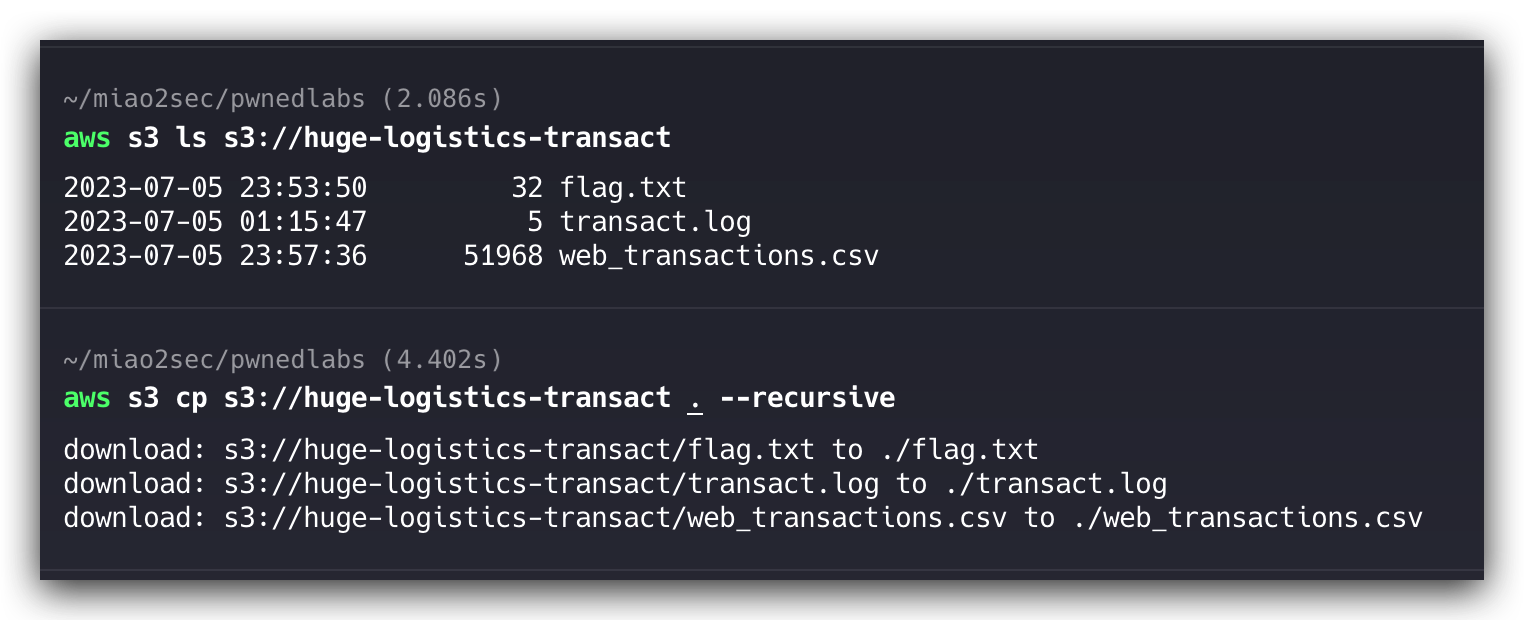 ~/miao2sec/pwnedlabs (2.086s)
aws s3 ls s3://huge-logistics-transact
2023-07-05 23:53:50         32 flag.txt
2023-07-05 01:15:47          5 transact.log
2023-07-05 23:57:36      51968 web_transactions.csv
~/miao2sec/pwnedlabs (4.402s)
aws s3 cp s3://huge-logistics-transact . --recursive
download: s3://huge-logistics-transact/flag.txt to ./flag.txt
download: s3://huge-logistics-transact/transact.log to ./transact.log
download: s3://huge-logistics-transact/web_transactions.csv to ./web_transactions.csv